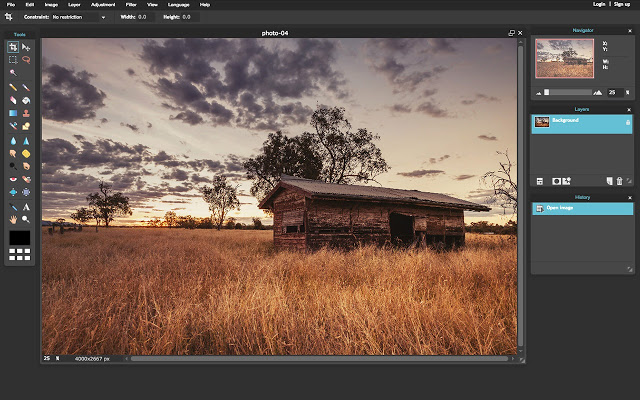 File Edit Image Layer Adjustment Filter View Language Help Login | Sign up
Constraint: No restriction Width: 0.0 Height: 0.0
Tools
photo-04
Navigator
X:
Y:
W:
H:
25 %
Layers
Background
History
Open image
25 % 4000x2667 px